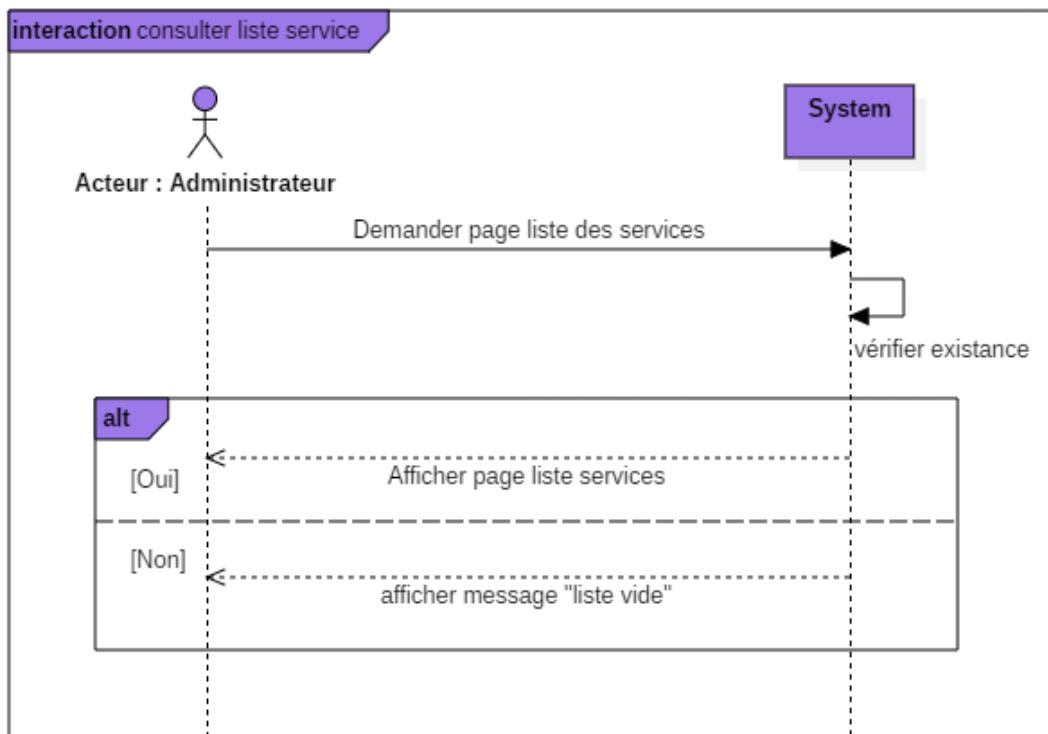 interaction consulter liste service
System
Acteur : Administrateur
Demander page liste des services
vérifier existance
alt
[Oui]
Afficher page liste services
[Non]
afficher message "liste vide"